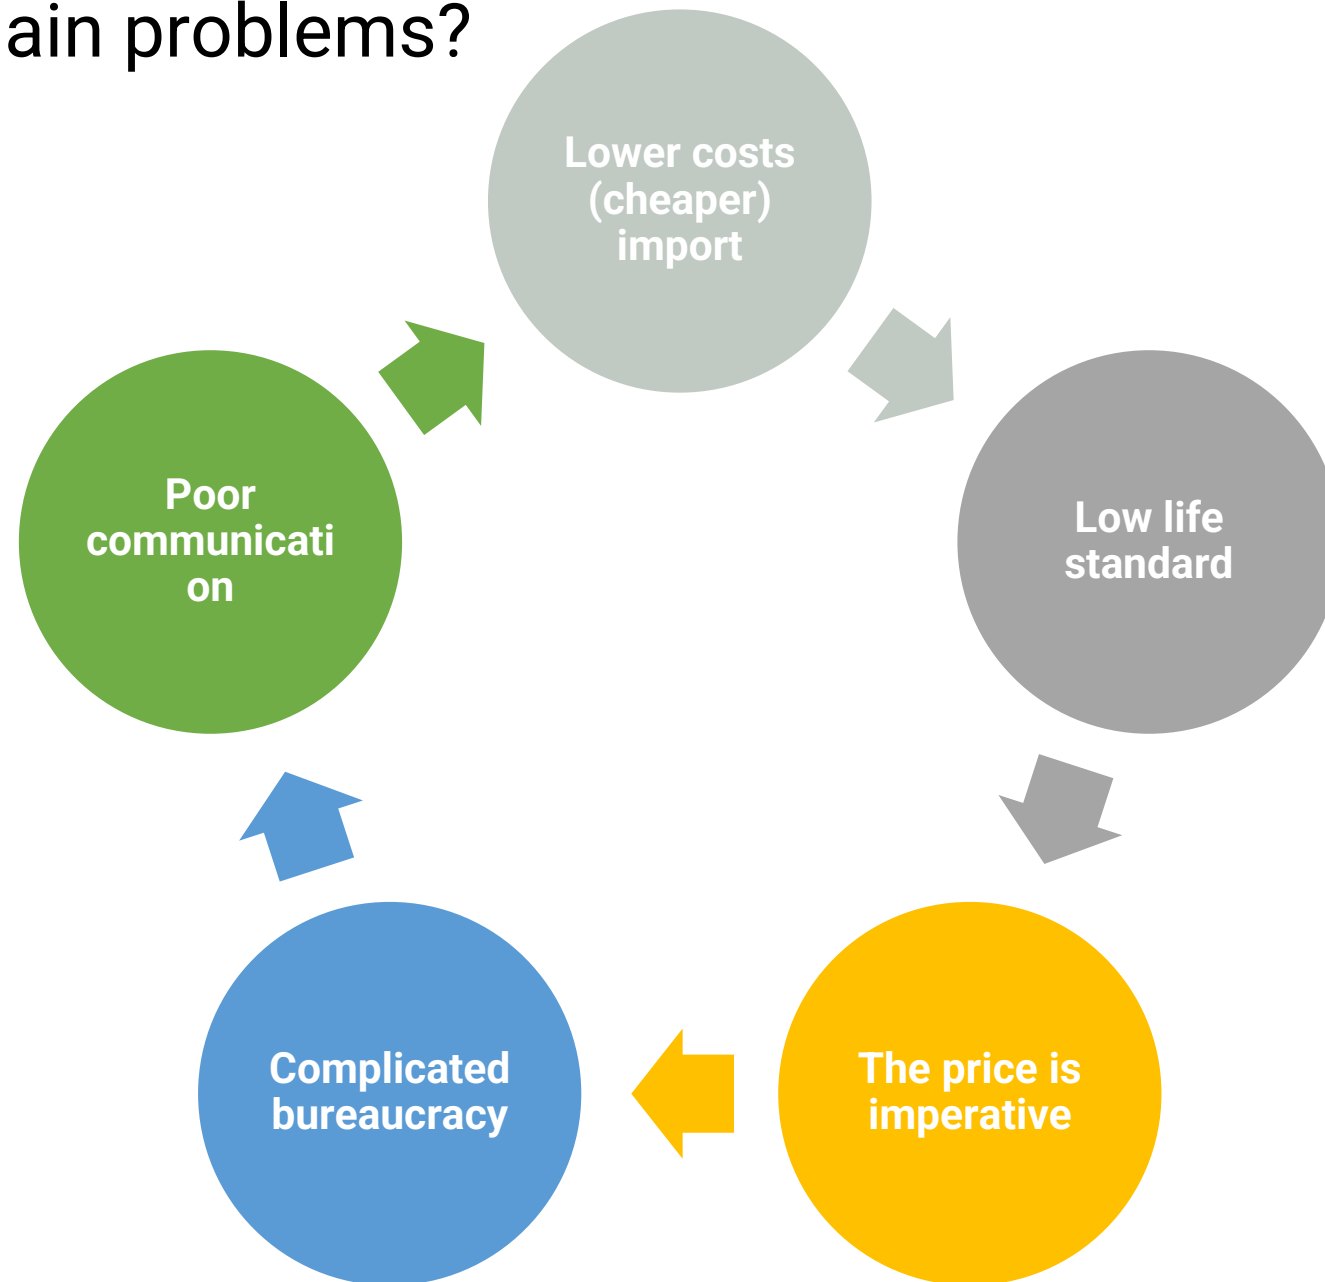 ain problems?
Lower costs
(cheaper)
import
Low life
standard
The price is
imperative
Complicated
bureaucracy
Poor
communicati
on